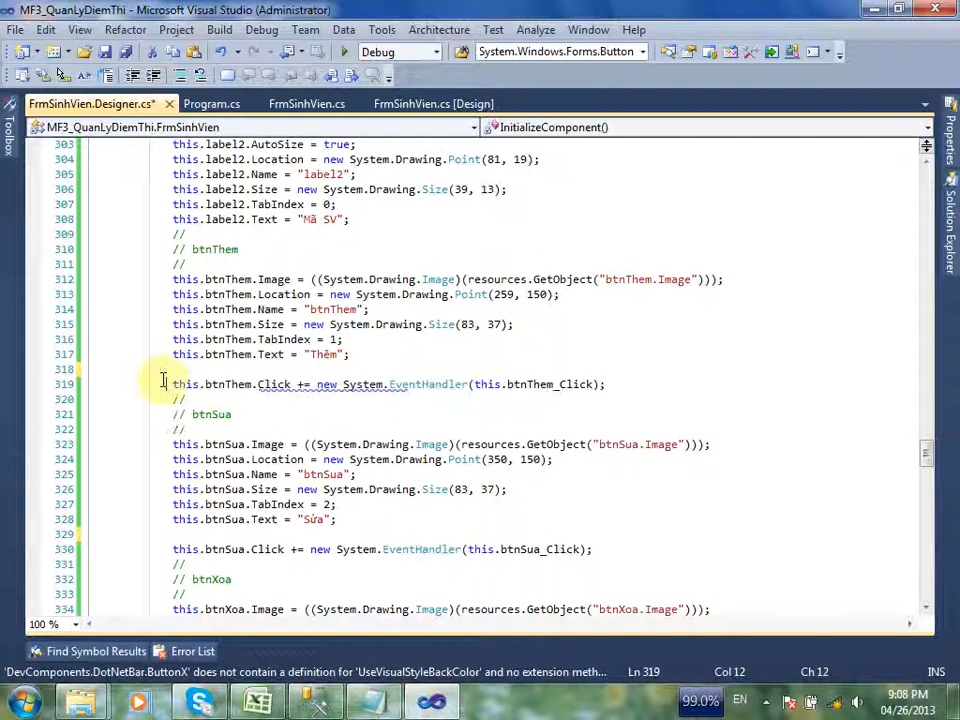 MF3_QuanLyDiemThi - Microsoft Visual Studio (Administrator)
File Edit View Refactor Project Build Debug Team Data Tools Architecture Test Analyze Window Help
Debug System.Windows.Forms.Button
FrmSinhVien.Designer.cs* Program.cs FrmSinhVien.cs FrmSinhVien.cs [Design]
MF3_QuanLyDiemThi.FrmSinhVien InitializeComponent()
Toolbox
Properties
Solution Explorer
303 this.label2.AutoSize = true;
304 this.label2.Location = new System.Drawing.Point(81, 19);
305 this.label2.Name = "label2";
306 this.label2.Size = new System.Drawing.Size(39, 13);
307 this.label2.TabIndex = 0;
308 this.label2.Text = "Mã SV";
309 //
310 // btnThem
311 //
312 this.btnThem.Image = ((System.Drawing.Image)(resources.GetObject("btnThem.Image")));
313 this.btnThem.Location = new System.Drawing.Point(259, 150);
314 this.btnThem.Name = "btnThem";
315 this.btnThem.Size = new System.Drawing.Size(83, 37);
316 this.btnThem.TabIndex = 1;
317 this.btnThem.Text = "Thêm";
318
319 this.btnThem.Click += new System.EventHandler(this.btnThem_Click);
320 //
321 // btnSua
322 //
323 this.btnSua.Image = ((System.Drawing.Image)(resources.GetObject("btnSua.Image")));
324 this.btnSua.Location = new System.Drawing.Point(350, 150);
325 this.btnSua.Name = "btnSua";
326 this.btnSua.Size = new System.Drawing.Size(83, 37);
327 this.btnSua.TabIndex = 2;
328 this.btnSua.Text = "Sửa";
329
330 this.btnSua.Click += new System.EventHandler(this.btnSua_Click);
331 //
332 // btnXoa
333 //
334 this.btnXoa.Image = ((System.Drawing.Image)(resources.GetObject("btnXoa.Image")));
100 %
Find Symbol Results Error List
'DevComponents.DotNetBar.ButtonX' does not contain a definition for 'UseVisualStyleBackColor' and no extension meth... Ln 319 Col 12 Ch 12 INS
99.0% EN 9:08 PM
04/26/2013